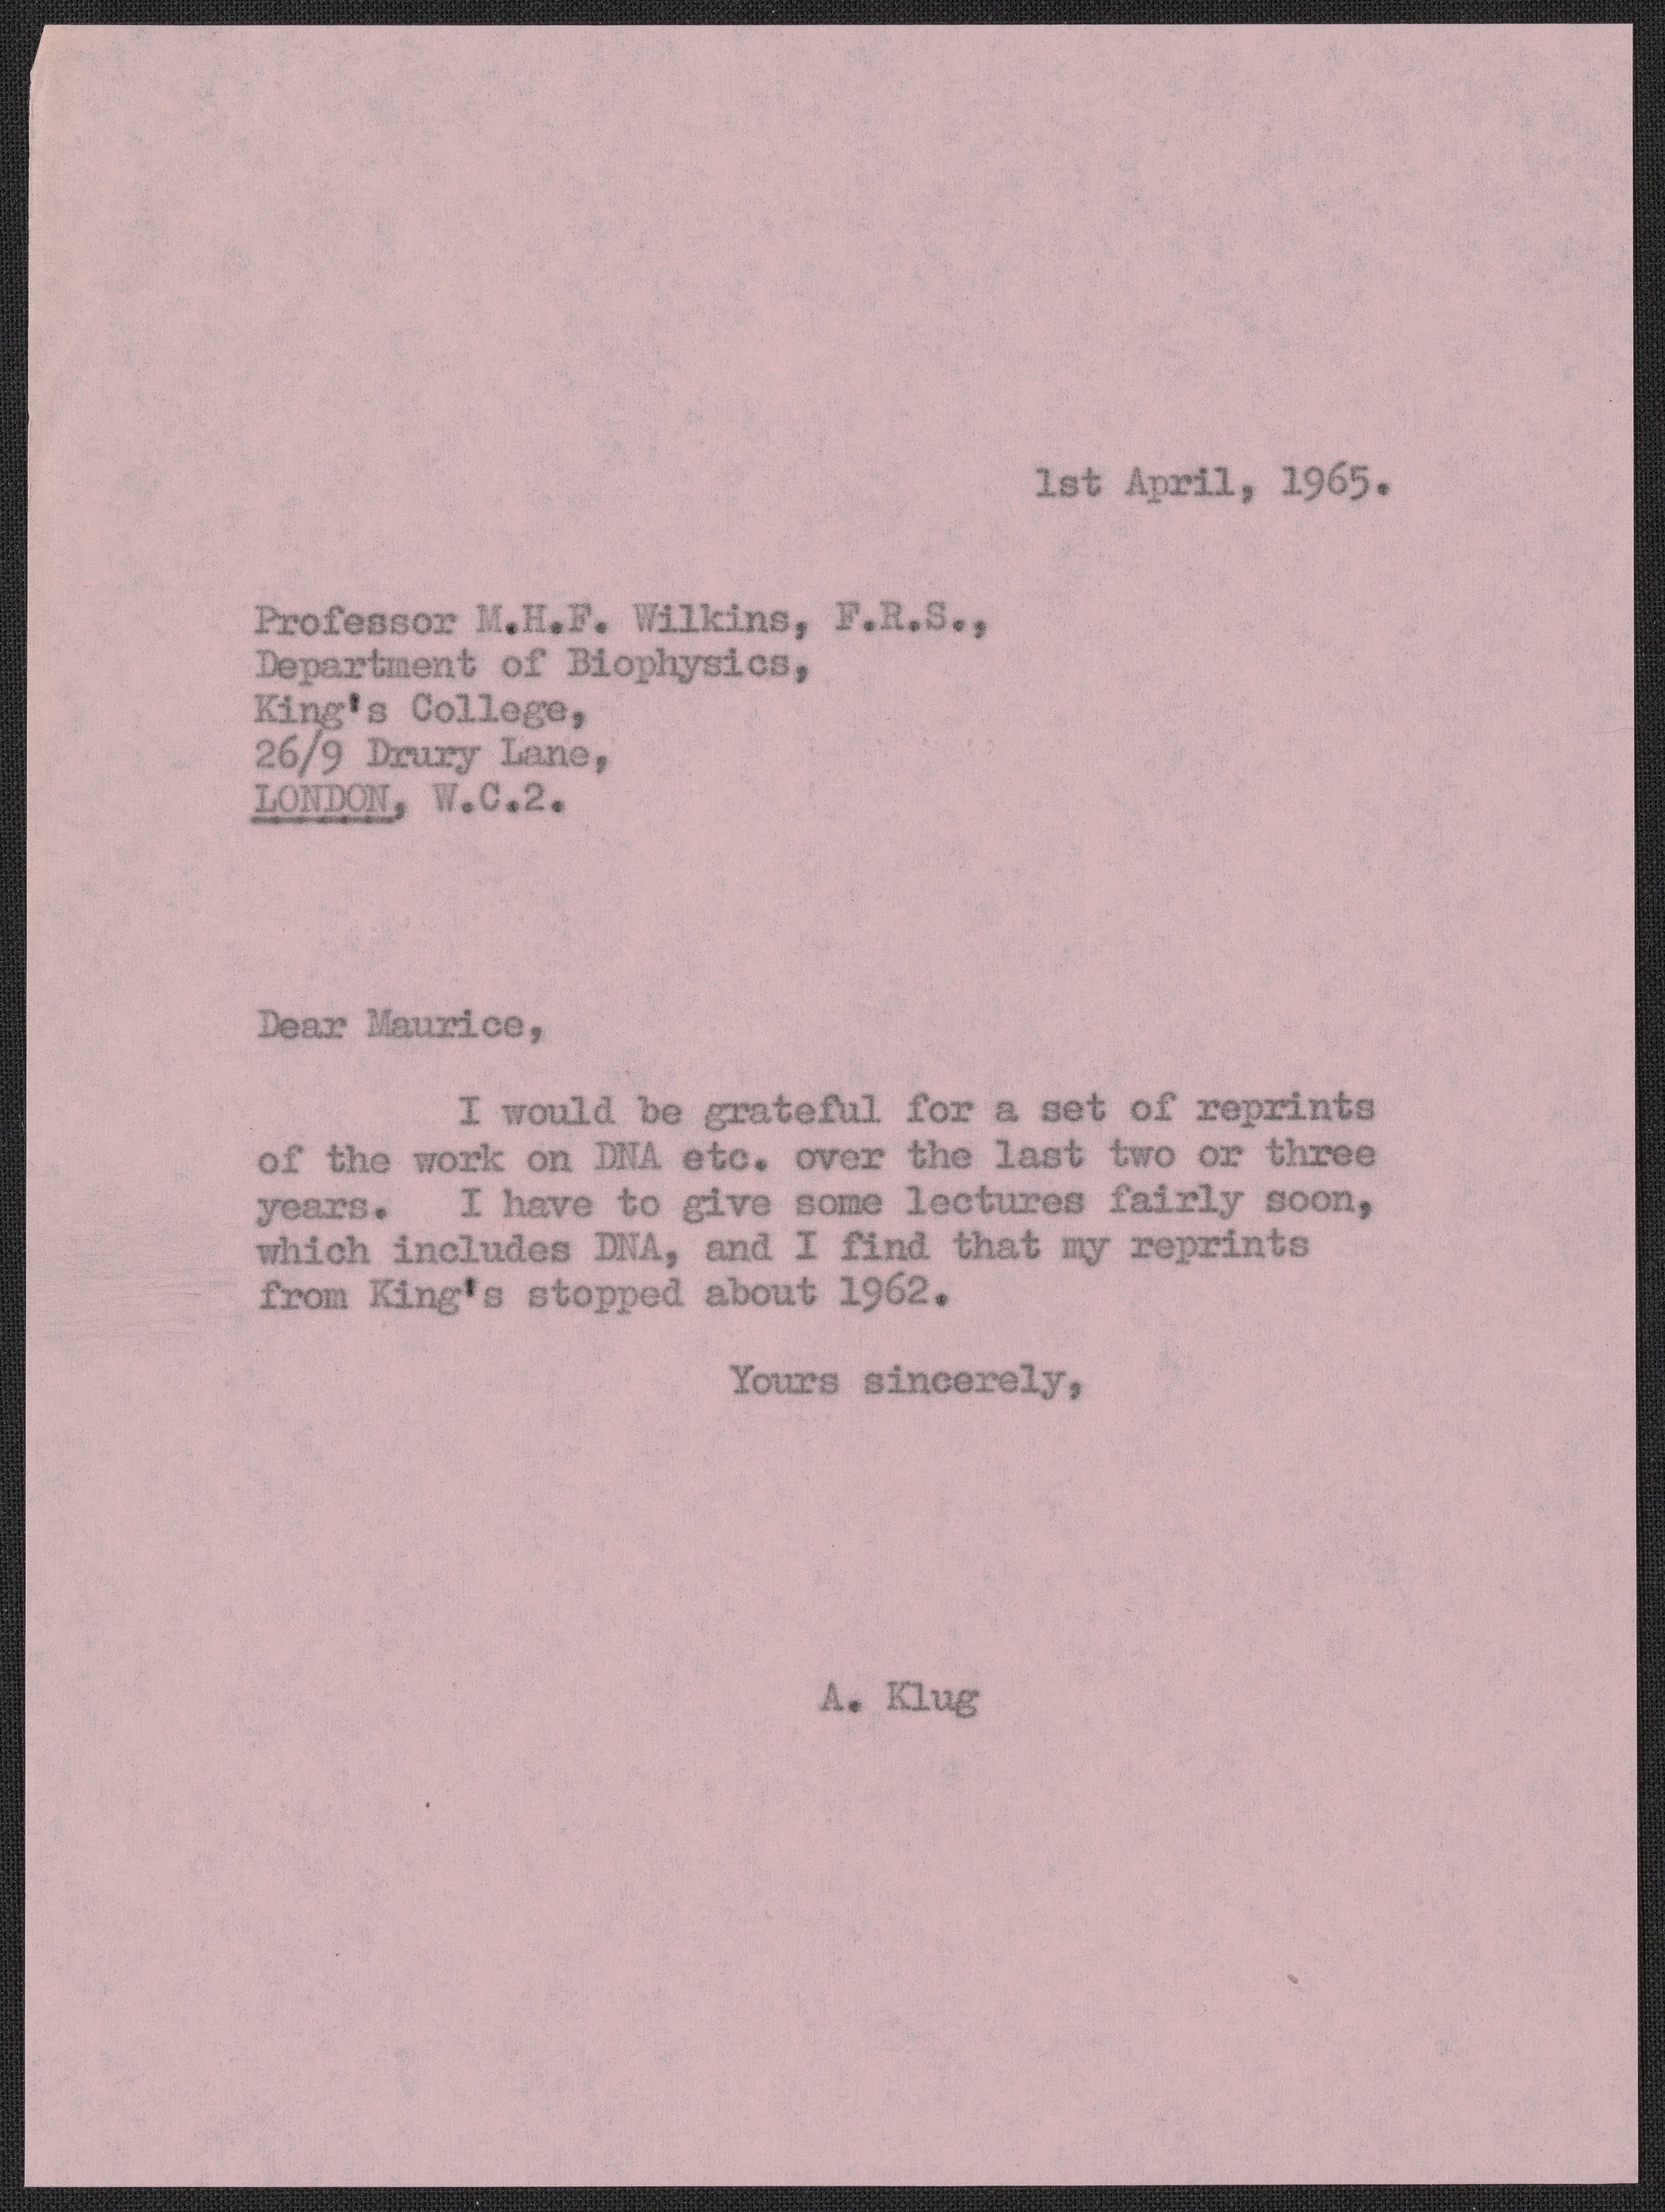 1st April, 1965.
Professor M.H.F. Wilkins, F.R.S.,
Department of Biophysics,
King's College,
26/9 Drury Lane,
LONDON, W.C.2.
Dear Maurice,
I would be grateful for a set of reprints
of the work on DNA etc. over the last two or three
years. I have to give some lectures fairly soon,
which includes DNA, and I find that my reprints
from King's stopped about 1962.
Yours sincerely,
A. Klug